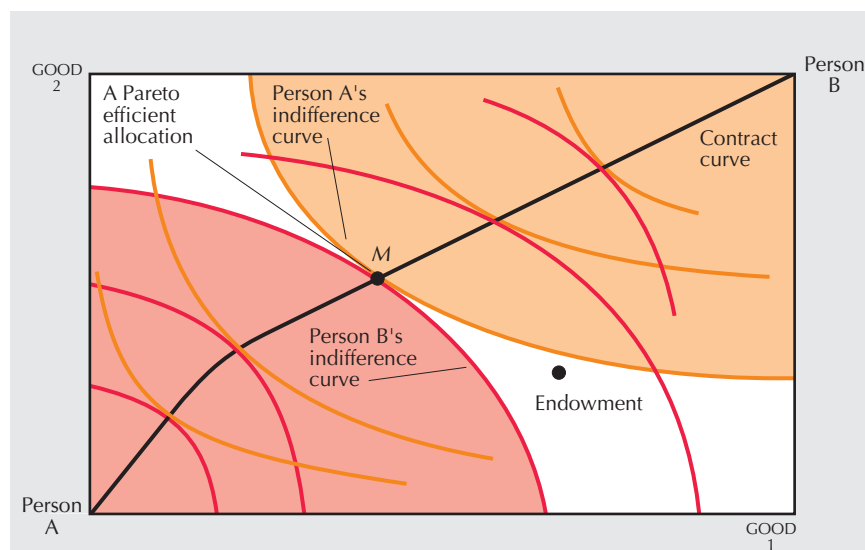 GOOD
2
A Pareto
efficient
allocation
Person A's
indifference
curve
Person
B
Contract
curve
M
Person B's
indifference
curve
Endowment
Person
A
GOOD
1